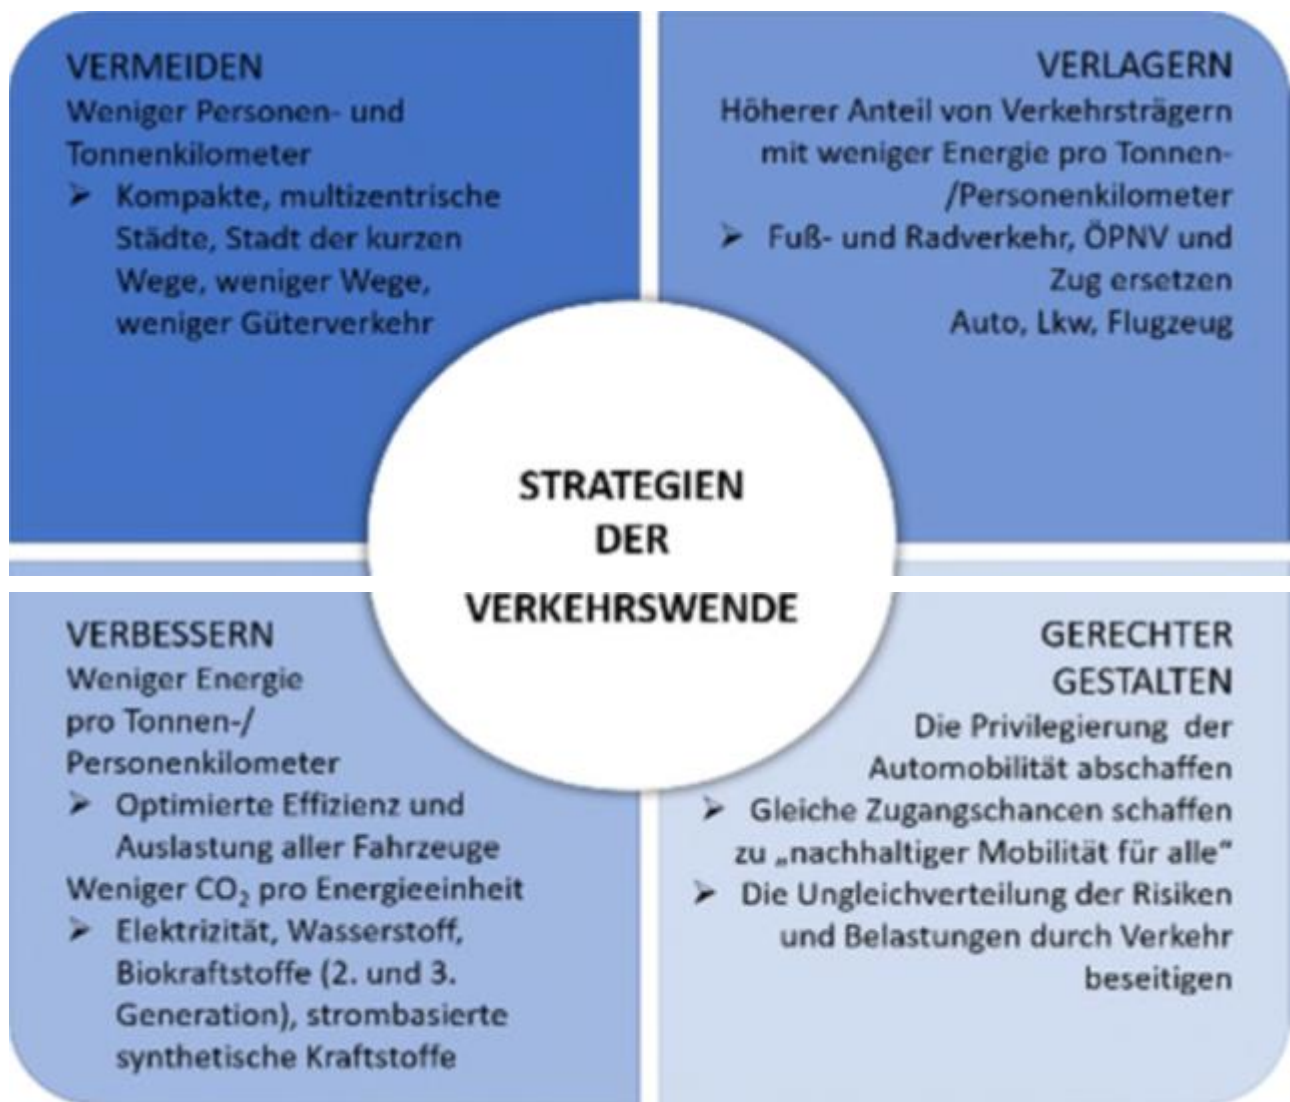 VERMEIDEN
Weniger Personen- und
Tonnenkilometer
➢ Kompakte, multizentrische
Städte, Stadt der kurzen
Wege, weniger Wege,
weniger Güterverkehr
VERLAGERN
Höherer Anteil von Verkehrsträgern
mit weniger Energie pro Tonnen-
/Personenkilometer
➢ Fuß- und Radverkehr, ÖPNV und
Zug ersetzen
Auto, Lkw, Flugzeug
STRATEGIEN
DER
VERKEHRSWENDE
VERBESSERN
Weniger Energie
pro Tonnen-/
Personenkilometer
➢ Optimierte Effizienz und
Auslastung aller Fahrzeuge
Weniger CO₂ pro Energieeinheit
➢ Elektrizität, Wasserstoff,
Biokraftstoffe (2. und 3.
Generation), strombasierte
synthetische Kraftstoffe
GERECHTER
GESTALTEN
Die Privilegierung der
Automobilität abschaffen
➢ Gleiche Zugangschancen schaffen
zu „nachhaltiger Mobilität für alle“
➢ Die Ungleichverteilung der Risiken
und Belastungen durch Verkehr
beseitigen